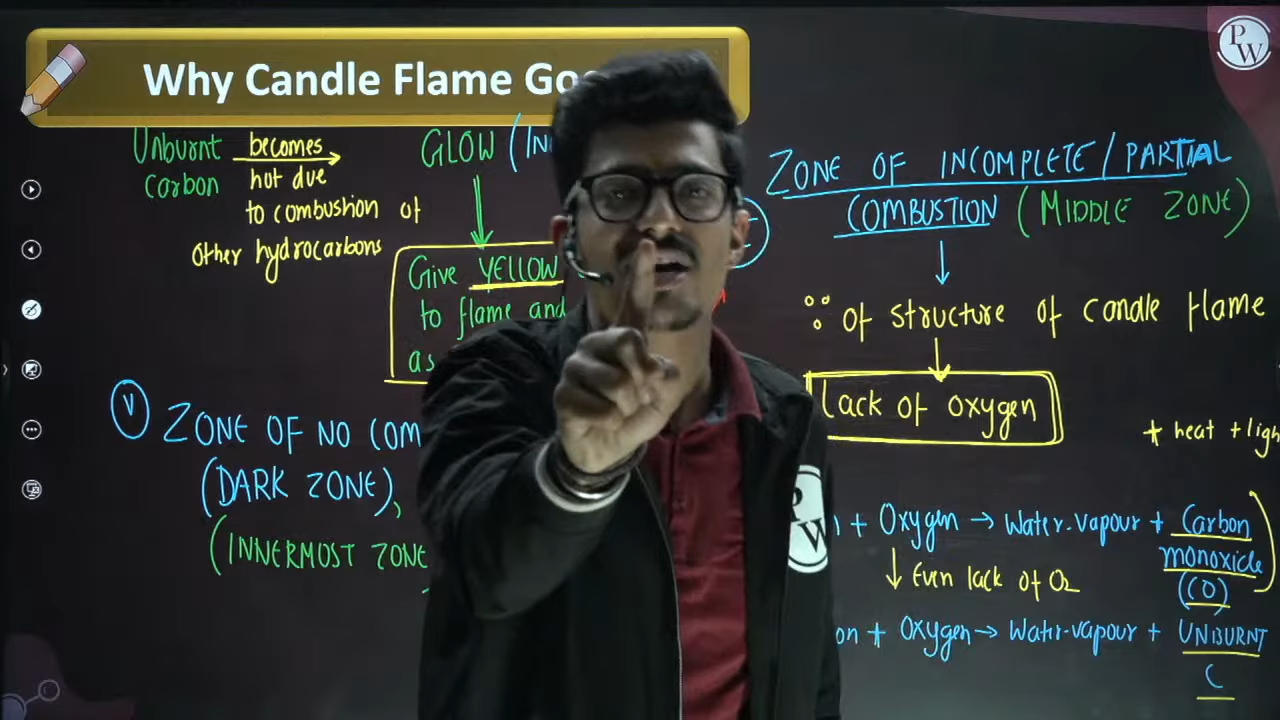 Why Candle Flame Go
PW
Unburnt becomes
Carbon hot due
to combustion of
other hydrocarbons
GLOW (In
Give YELLOW
to flame and
as
V ZONE OF NO COM
(DARK ZONE),
(INNERMOST ZONE
ZONE OF INCOMPLETE/PARTIAL
COMBUSTION (MIDDLE ZONE)
∵ of structure of candle flame
Lack of oxygen
* heat + ligh
+ Oxygen → Water-vapour + Carbon
monoxide
(CO)
↓ Even lack of O2
on + Oxygen → Water-vapour + UNBURNT
C
PW